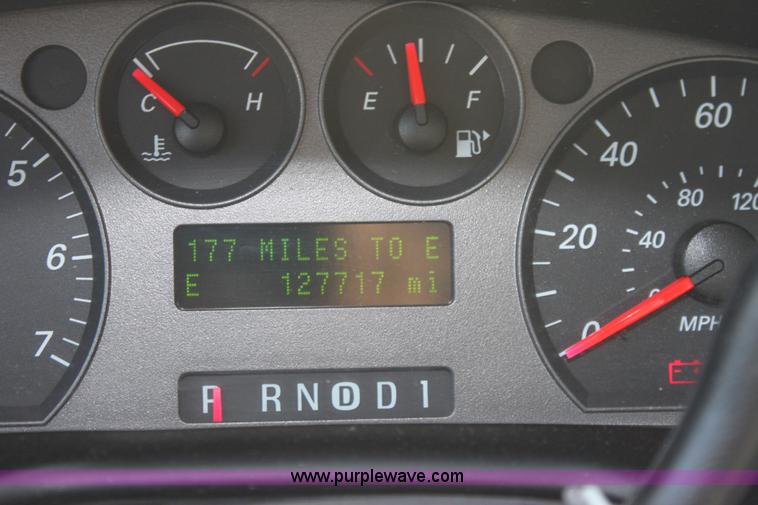 C H
E F
5
6
7
177 MILES TO E
E 127717 mi
P R N D D 1
0 20 40 60
0 40 80 120
MPH
www.purplewave.com